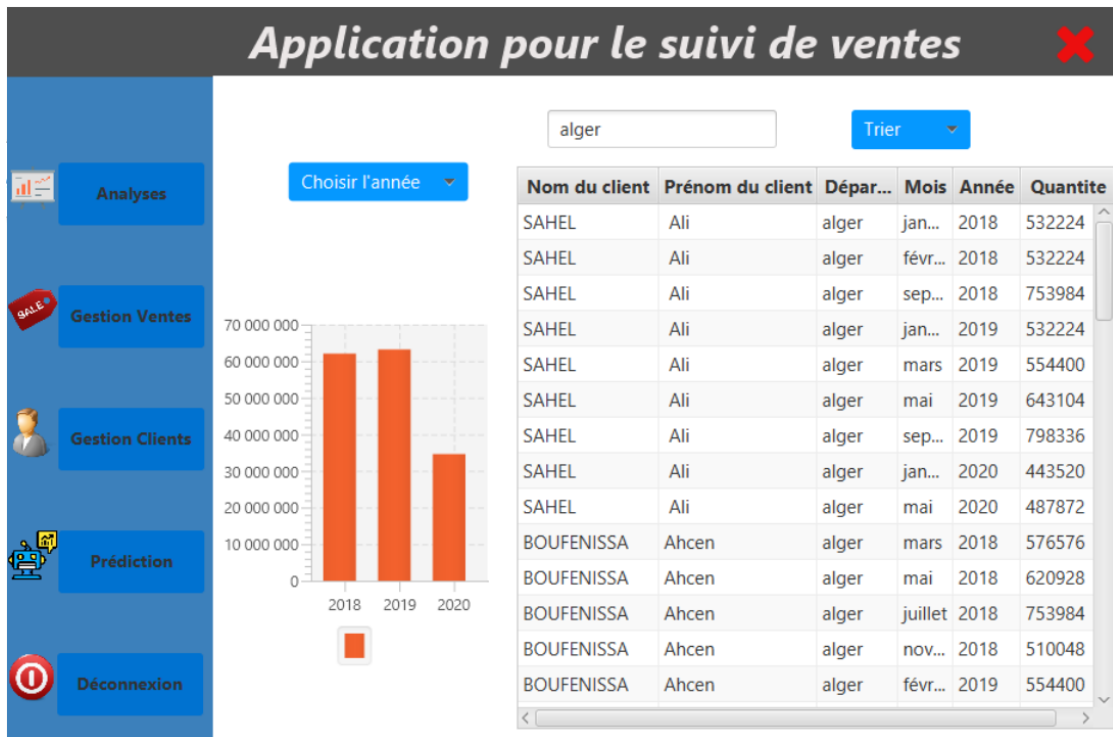 Application pour le suivi de ventes
Analyses
SALE
Gestion Ventes
Gestion Clients
Prédiction
Déconnexion
Choisir l'année
70 000 000
60 000 000
50 000 000
40 000 000
30 000 000
20 000 000
10 000 000
0
2018 2019 2020
alger
Trier
Nom du client Prénom du client Dépar... Mois Année Quantite
SAHEL Ali alger jan... 2018 532224
SAHEL Ali alger févr... 2018 532224
SAHEL Ali alger sep... 2018 753984
SAHEL Ali alger jan... 2019 532224
SAHEL Ali alger mars 2019 554400
SAHEL Ali alger mai 2019 643104
SAHEL Ali alger sep... 2019 798336
SAHEL Ali alger jan... 2020 443520
SAHEL Ali alger mai 2020 487872
BOUFENISSA Ahcen alger mars 2018 576576
BOUFENISSA Ahcen alger mai 2018 620928
BOUFENISSA Ahcen alger juillet 2018 753984
BOUFENISSA Ahcen alger nov... 2018 510048
BOUFENISSA Ahcen alger févr... 2019 554400